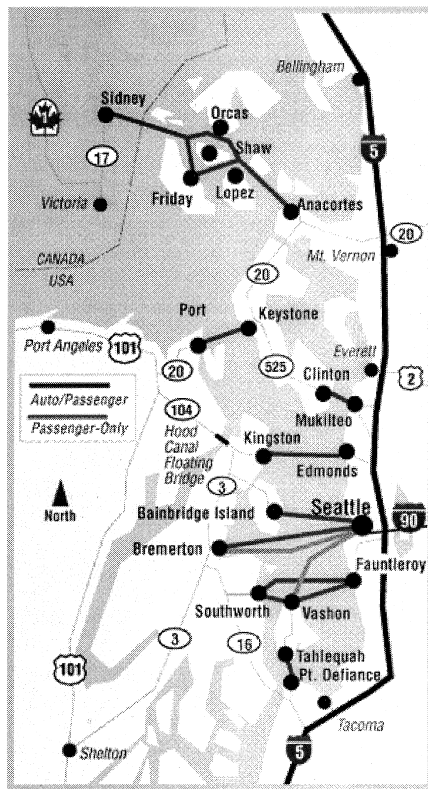 Bellingham
Sidney
Orcas
1
5
17
Shaw
Friday
Lopez
Victoria
Anacortes
20
Mt. Vernon
CANADA
USA
20
Port
Keystone
Port Angeles
101
20
525
Everett
2
Clinton
Auto/Passenger
Passenger-Only
104
Mukilteo
Hood
Canal
Floating
Bridge
Kingston
Edmonds
3
North
Bainbridge Island
Seattle
90
Bremerton
Fauntleroy
Southworth
Vashon
3
16
101
Tahlequah
Pt. Defiance
Tacoma
Shelton
5